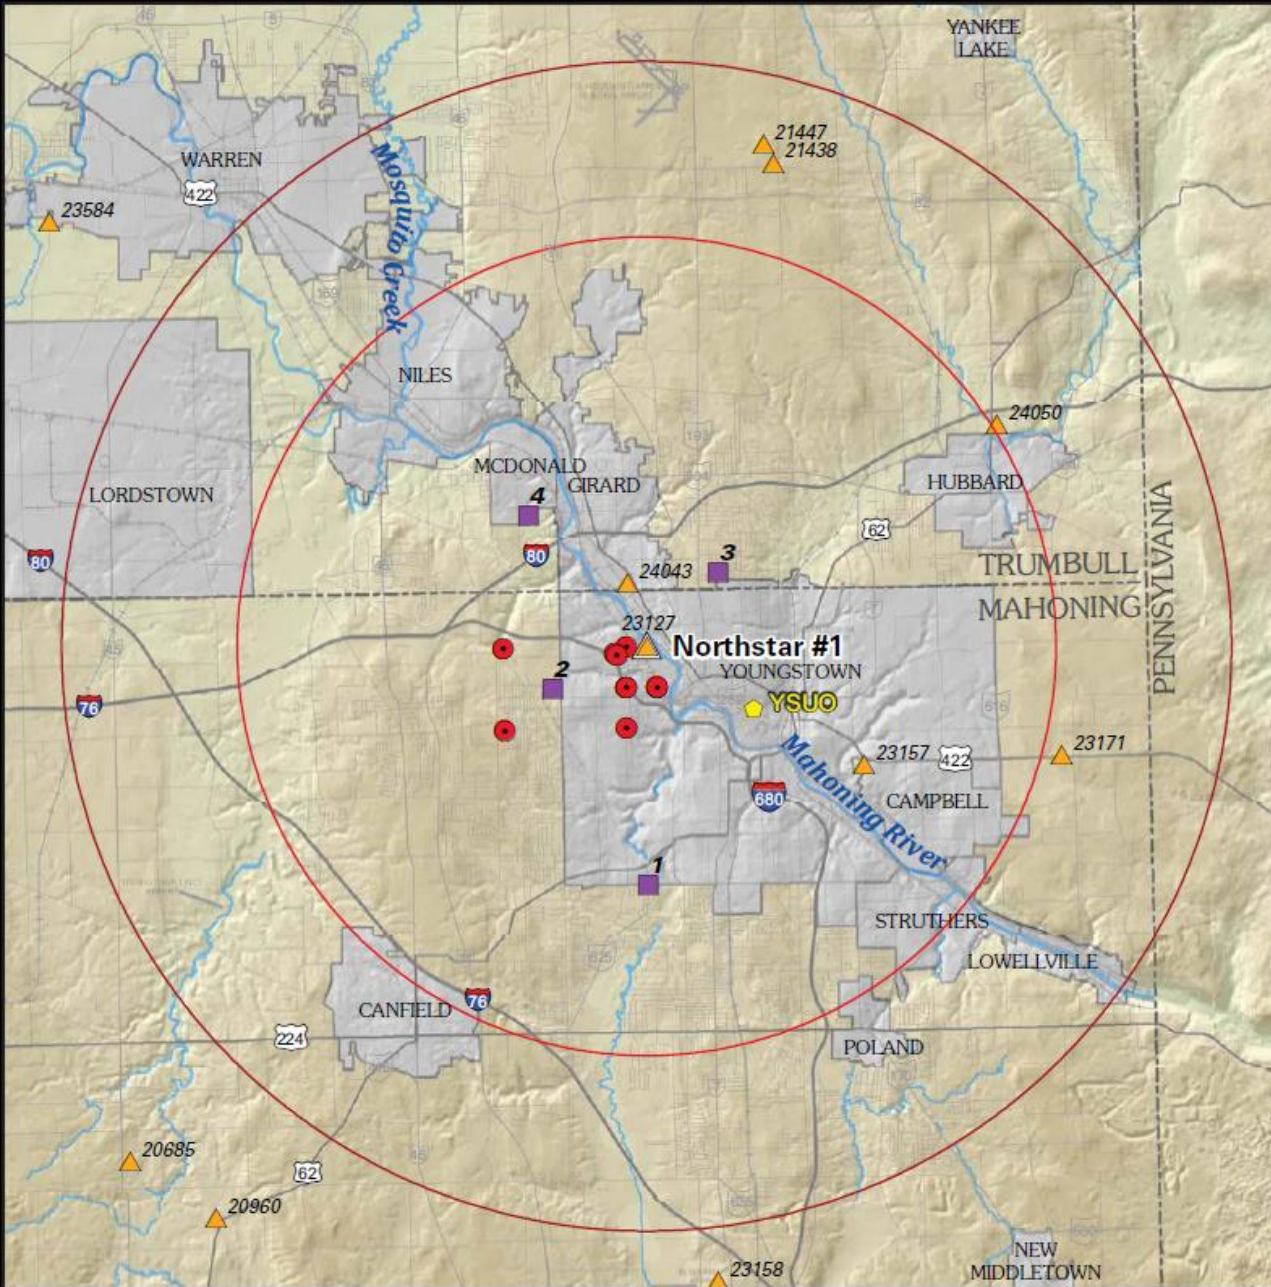 YANKEE
LAKE
21447
21438
WARREN
422
23584
Mosquito Creek
NILES
24050
MCDONALD
GIRARD
HUBBARD
LORDSTOWN
4
62
PENNSYLVANIA
80
80
3
TRUMBULL
24043
MAHONING
23127
Northstar #1
YOUNGSTOWN
2
76
YSUO
23157
422
23171
Mahoning River
680
CAMPBELL
1
STRUTHERS
LOWELLVILLE
76
CANFIELD
224
POLAND
20685
62
20960
NEW
MIDDLETOWN
23158